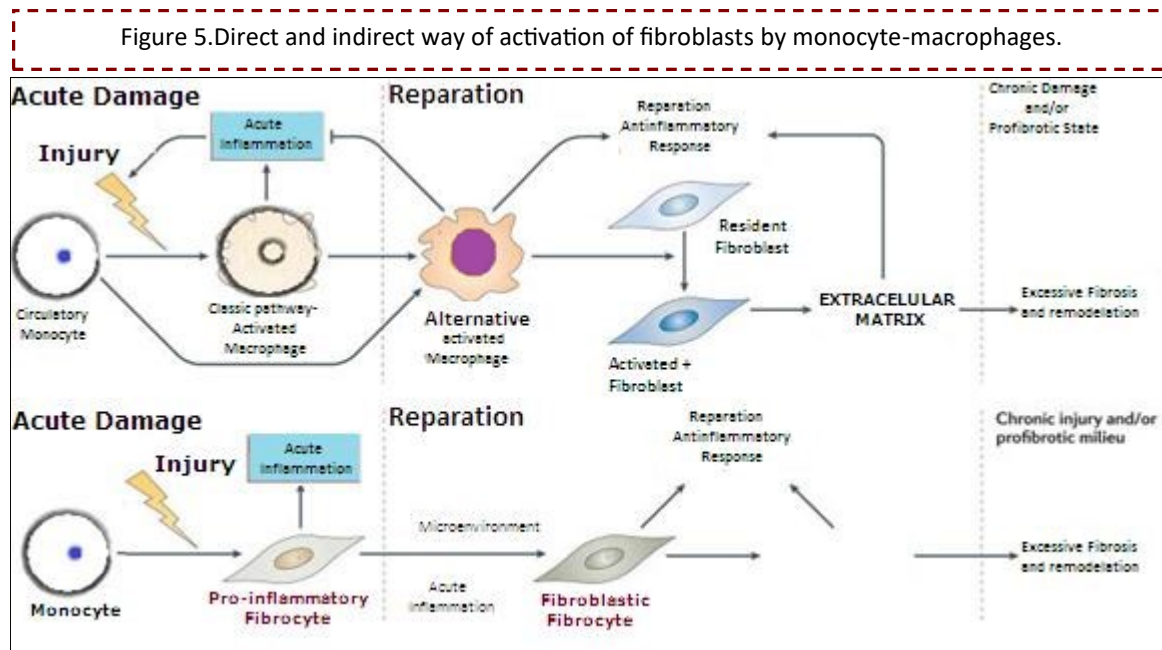 Figure 5.Direct and indirect way of activation of fibroblasts by monocyte-macrophages.
Acute Damage
Reparation
Chronic Damage
and/or
Profibrotic State
Acute
Inflammation
Reparation
Antinflammatory
Response
Injury
Resident
Fibroblast
Circulatory
Monocyte
Classic pathway-
Activated
Macrophage
Alternative
activated
Macrophage
Activated +
Fibroblast
EXTRACELULAR
MATRIX
Excessive Fibrosis
and remodelation
Acute Damage
Reparation
Reparation
Antinflammatory
Response
Chronic injury and/or
profibrotic milieu
Injury
Acute
Inflammation
Microenvironment
Monocyte
Pro-inflammatory
Fibrocyte
Acute
Inflammation
Fibroblastic
Fibrocyte
Excessive Fibrosis
and remodelation